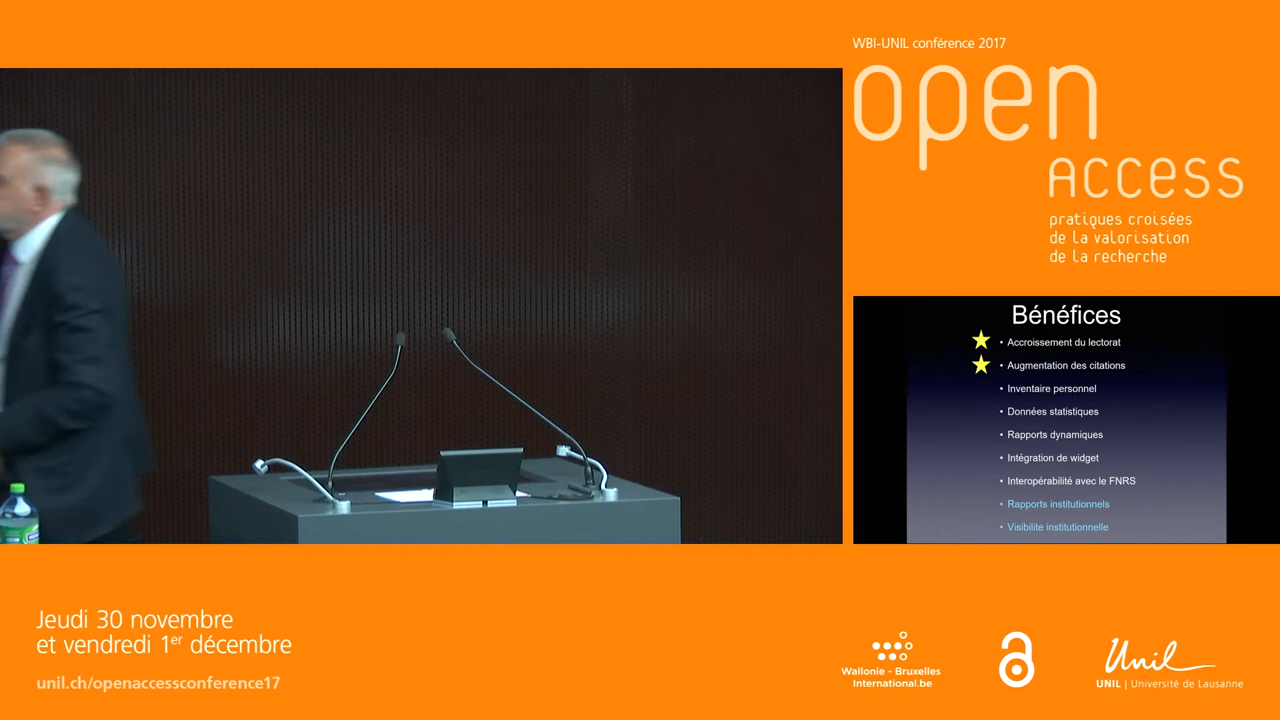 WBI-UNIL conférence 2017
open
access
pratiques croisées
de la valorisation
de la recherche
Bénéfices
• Accroissement du lectorat
• Augmentation des citations
• Inventaire personnel
• Données statistiques
• Rapports dynamiques
• Intégration de widget
• Interopérabilité avec le FNRS
• Rapports institutionnels
• Visibilite institutionnelle
Jeudi 30 novembre
et vendredi 1er décembre
unil.ch/openaccessconference17
Wallonie - Bruxelles
International.be
Unil
UNIL | Université de Lausanne